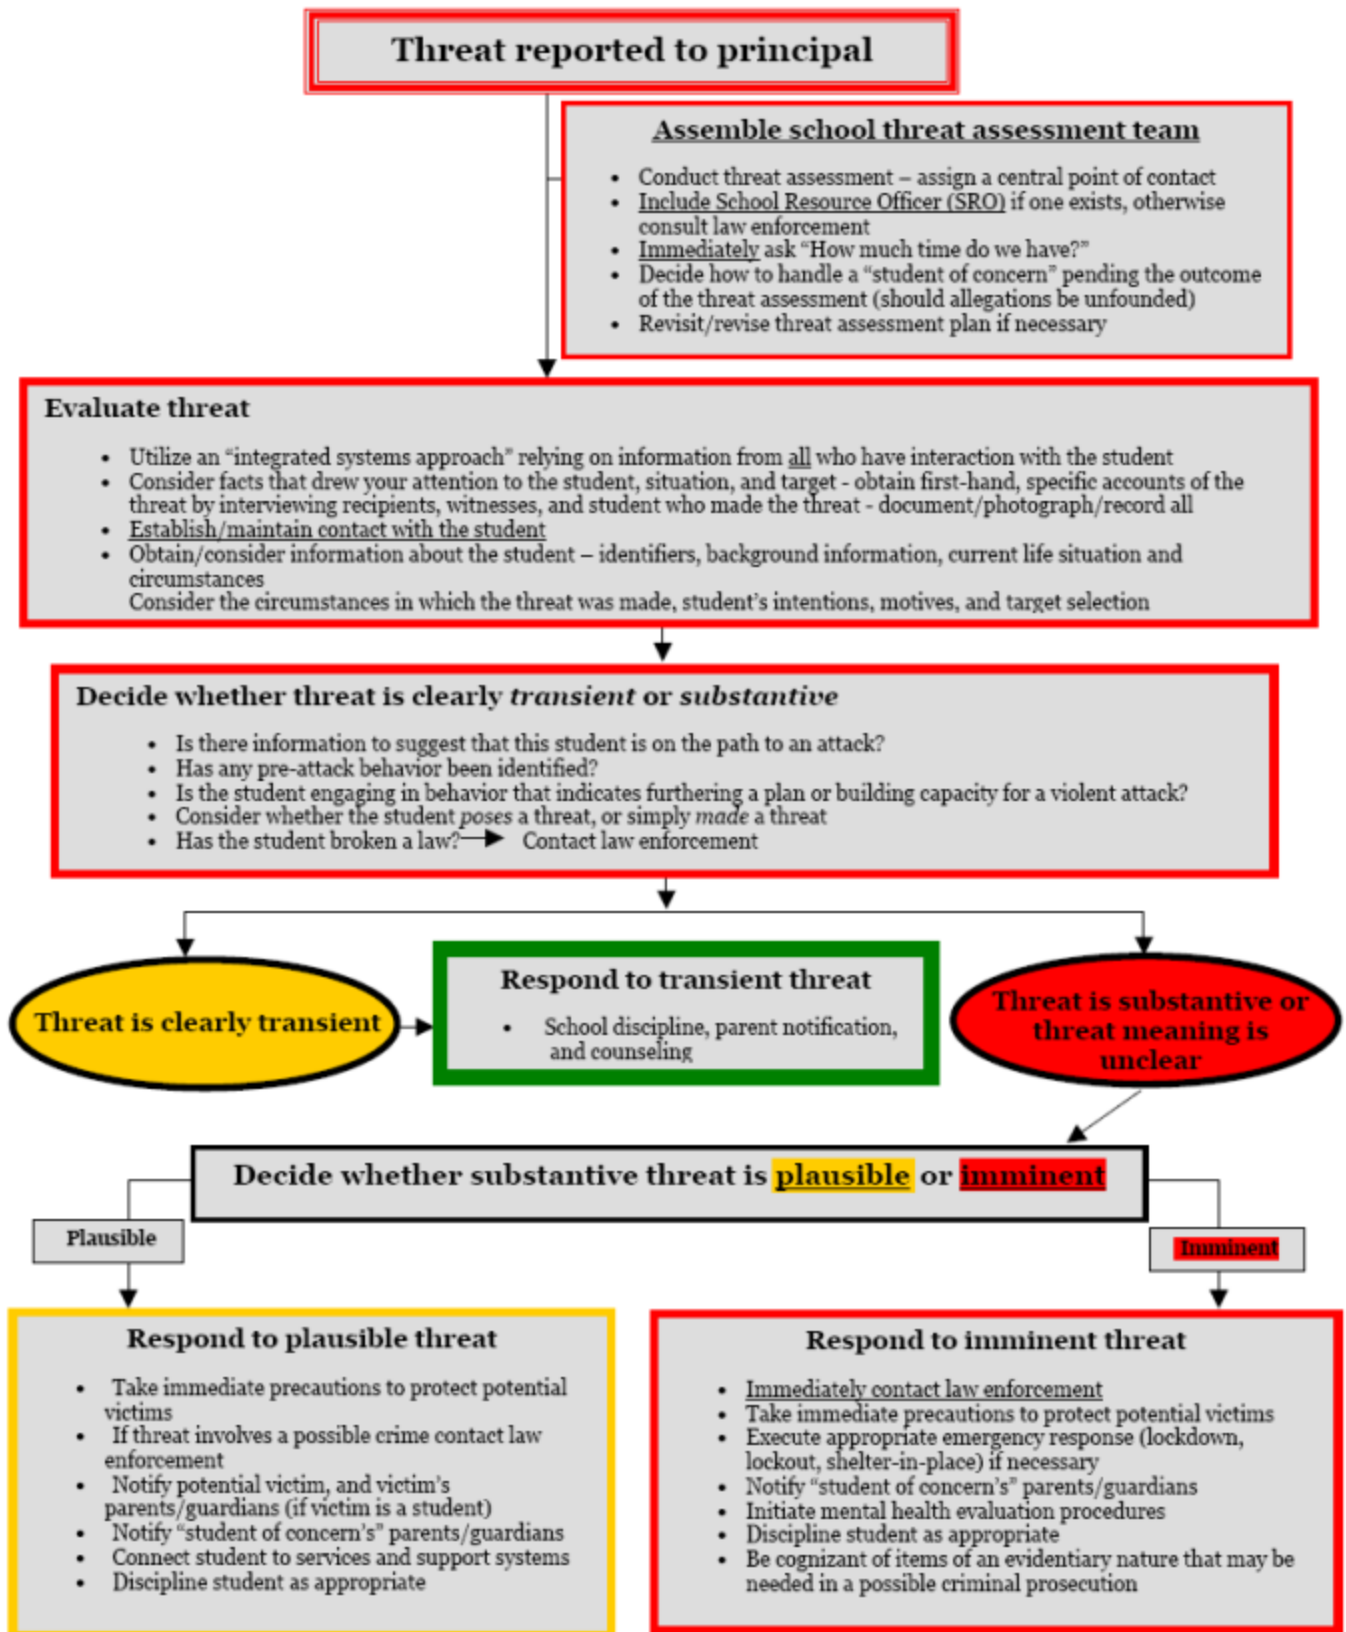 Threat reported to principal
Assemble school threat assessment team
• Conduct threat assessment – assign a central point of contact
• Include School Resource Officer (SRO) if one exists, otherwise
consult law enforcement
• Immediately ask “How much time do we have?”
• Decide how to handle a “student of concern” pending the outcome
of the threat assessment (should allegations be unfounded)
• Revisit/revise threat assessment plan if necessary
Evaluate threat
• Utilize an “integrated systems approach” relying on information from all who have interaction with the student
• Consider facts that drew your attention to the student, situation, and target - obtain first-hand, specific accounts of the
threat by interviewing recipients, witnesses, and student who made the threat - document/photograph/record all
• Establish/maintain contact with the student
• Obtain/consider information about the student – identifiers, background information, current life situation and
circumstances
Consider the circumstances in which the threat was made, student’s intentions, motives, and target selection
Decide whether threat is clearly transient or substantive
• Is there information to suggest that this student is on the path to an attack?
• Has any pre-attack behavior been identified?
• Is the student engaging in behavior that indicates furthering a plan or building capacity for a violent attack?
• Consider whether the student poses a threat, or simply made a threat
• Has the student broken a law? Contact law enforcement
Threat is clearly transient
Respond to transient threat
• School discipline, parent notification,
and counseling
Threat is substantive or
threat meaning is
unclear
Decide whether substantive threat is plausible or imminent
Plausible
Imminent
Respond to plausible threat
• Take immediate precautions to protect potential
victims
• If threat involves a possible crime contact law
enforcement
• Notify potential victim, and victim’s
parents/guardians (if victim is a student)
• Notify “student of concern’s” parents/guardians
• Connect student to services and support systems
• Discipline student as appropriate
Respond to imminent threat
• Immediately contact law enforcement
• Take immediate precautions to protect potential victims
• Execute appropriate emergency response (lockdown,
lockout, shelter-in-place) if necessary
• Notify “student of concern’s” parents/guardians
• Initiate mental health evaluation procedures
• Discipline student as appropriate
• Be cognizant of items of an evidentiary nature that may be
needed in a possible criminal prosecution